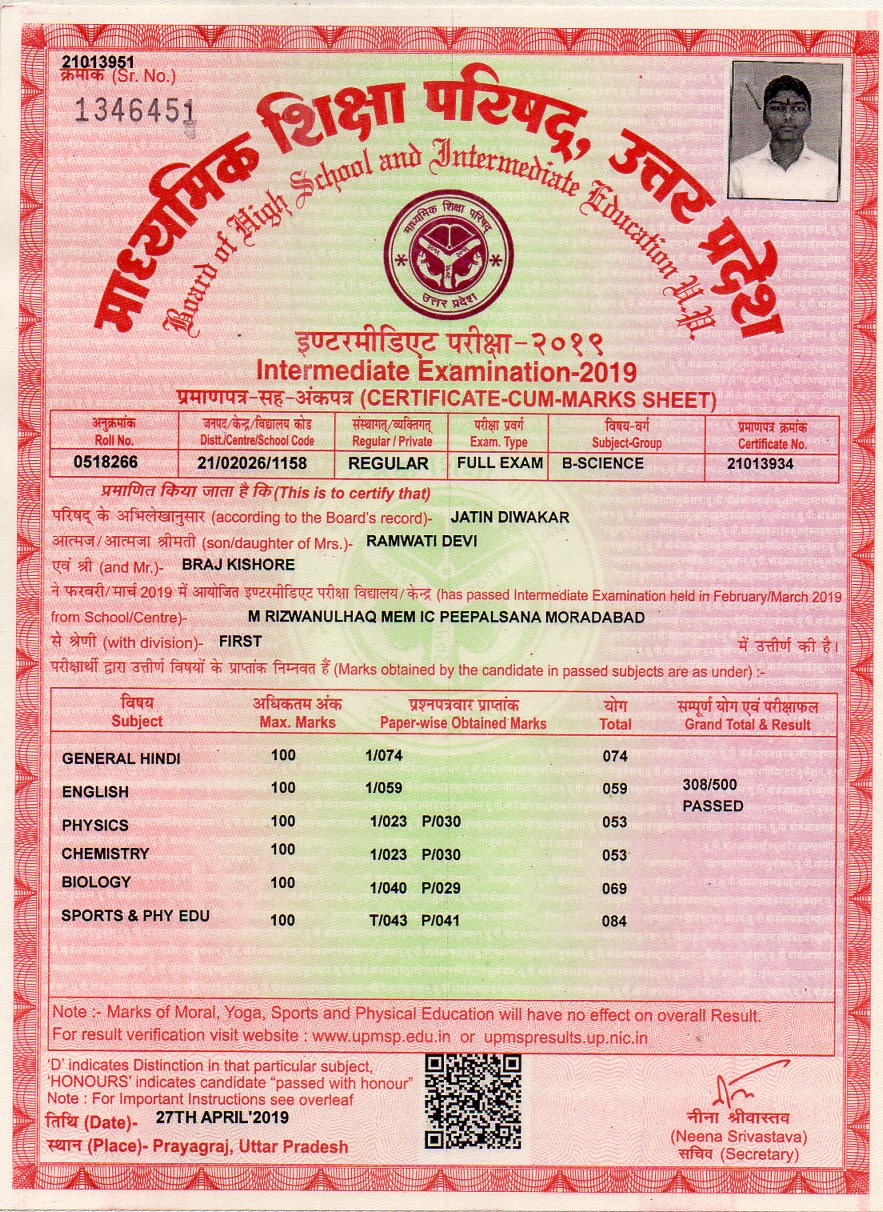 21013951
क्रमांक (Sr. No.)
1346451
माध्यमिक शिक्षा परिषद्, उत्तर प्रदेश
Board of High School and Intermediate Education U.P.
माध्यमिक शिक्षा परिषद्
उत्तर प्रदेश
इण्टरमीडिएट परीक्षा-२०१९
Intermediate Examination-2019
प्रमाणपत्र-सह-अंकपत्र (CERTIFICATE-CUM-MARKS SHEET)
अनुक्रमांक जनपद/केन्द्र/विद्यालय कोड संस्थागत्/व्यक्तिगत् परीक्षा प्रवर्ग विषय-वर्ग प्रमाणपत्र क्रमांक
Roll No. Distt./Centre/School Code Regular / Private Exam. Type Subject-Group Certificate No.
0518266 21/02026/1158 REGULAR FULL EXAM B-SCIENCE 21013934
प्रमाणित किया जाता है कि (This is to certify that)
परिषद् के अभिलेखानुसार (according to the Board's record)- JATIN DIWAKAR
आत्मज/आत्मजा श्रीमती (son/daughter of Mrs.)- RAMWATI DEVI
एवं श्री (and Mr.)- BRAJ KISHORE
ने फरवरी/मार्च 2019 में आयोजित इण्टरमीडिएट परीक्षा विद्यालय/केन्द्र (has passed Intermediate Examination held in February/March 2019
from School/Centre)- M RIZWANULHAQ MEM IC PEEPALSANA MORADABAD
से श्रेणी (with division)- FIRST में उत्तीर्ण की है।
परीक्षार्थी द्वारा उत्तीर्ण विषयों के प्राप्तांक निम्नवत हैं (Marks obtained by the candidate in passed subjects are as under) :-
विषय अधिकतम अंक प्रश्नपत्रवार प्राप्तांक योग सम्पूर्ण योग एवं परीक्षाफल
Subject Max. Marks Paper-wise Obtained Marks Total Grand Total & Result
GENERAL HINDI 100 1/074 074
ENGLISH 100 1/059 059 308/500
PASSED
PHYSICS 100 1/023 P/030 053
CHEMISTRY 100 1/023 P/030 053
BIOLOGY 100 1/040 P/029 069
SPORTS & PHY EDU 100 T/043 P/041 084
Note :- Marks of Moral, Yoga, Sports and Physical Education will have no effect on overall Result.
For result verification visit website : www.upmsp.edu.in or upmspresults.up.nic.in
'D' indicates Distinction in that particular subject,
'HONOURS' indicates candidate "passed with honour"
Note : For Important Instructions see overleaf
तिथि (Date)- 27TH APRIL'2019
स्थान (Place)- Prayagraj, Uttar Pradesh
नीना श्रीवास्तव
(Neena Srivastava)
सचिव (Secretary)